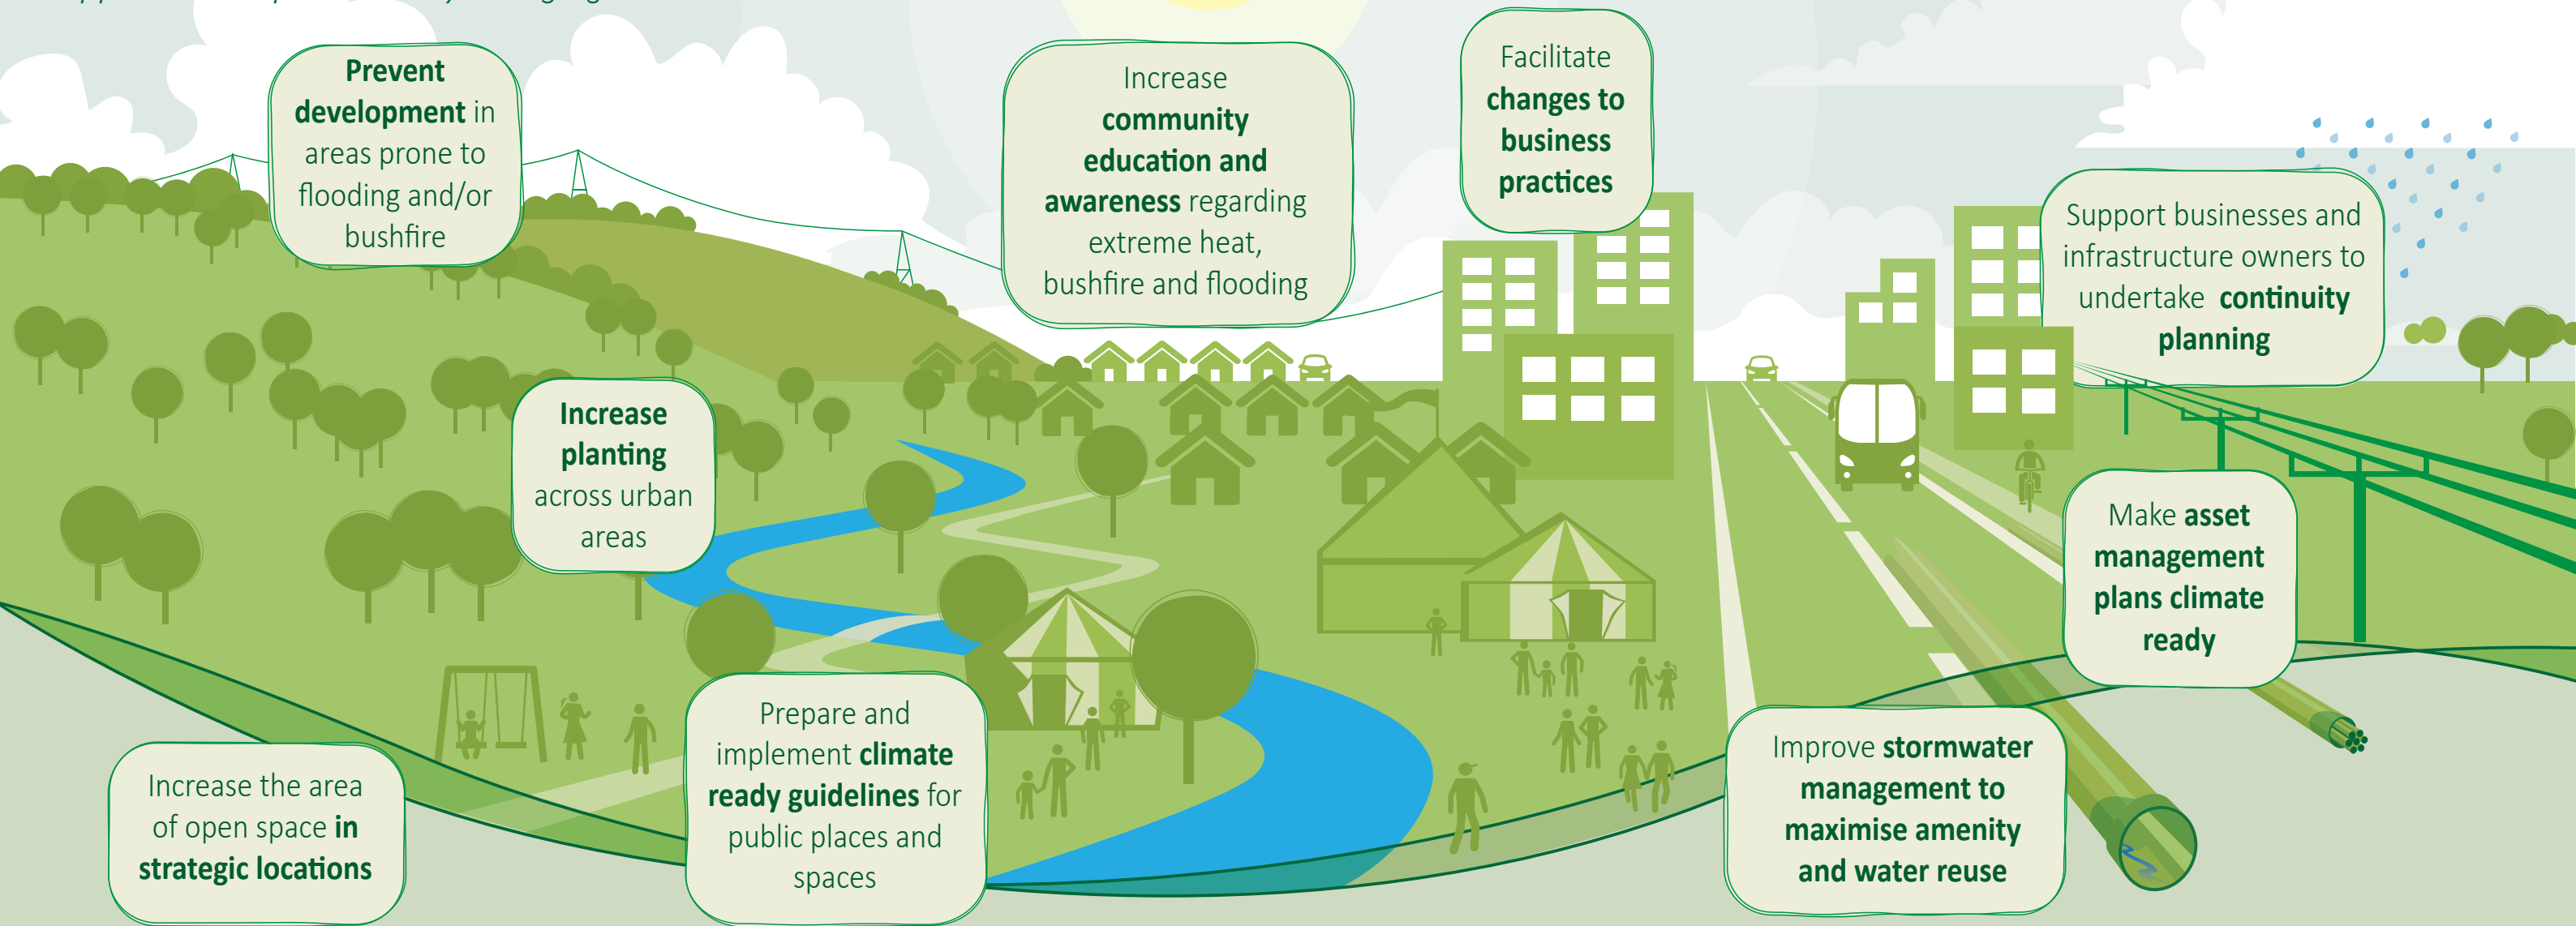 Prevent
development in
areas prone to
flooding and/or
bushfire
Increase
community
education and
awareness regarding
extreme heat,
bushfire and flooding
Facilitate
changes to
business
practices
Support businesses and
infrastructure owners to
undertake continuity
planning
Increase
planting
across urban
areas
Make asset
management
plans climate
ready
Increase the area
of open space in
strategic locations
Prepare and
implement climate
ready guidelines for
public places and
spaces
Improve stormwater
management to
maximise amenity
and water reuse